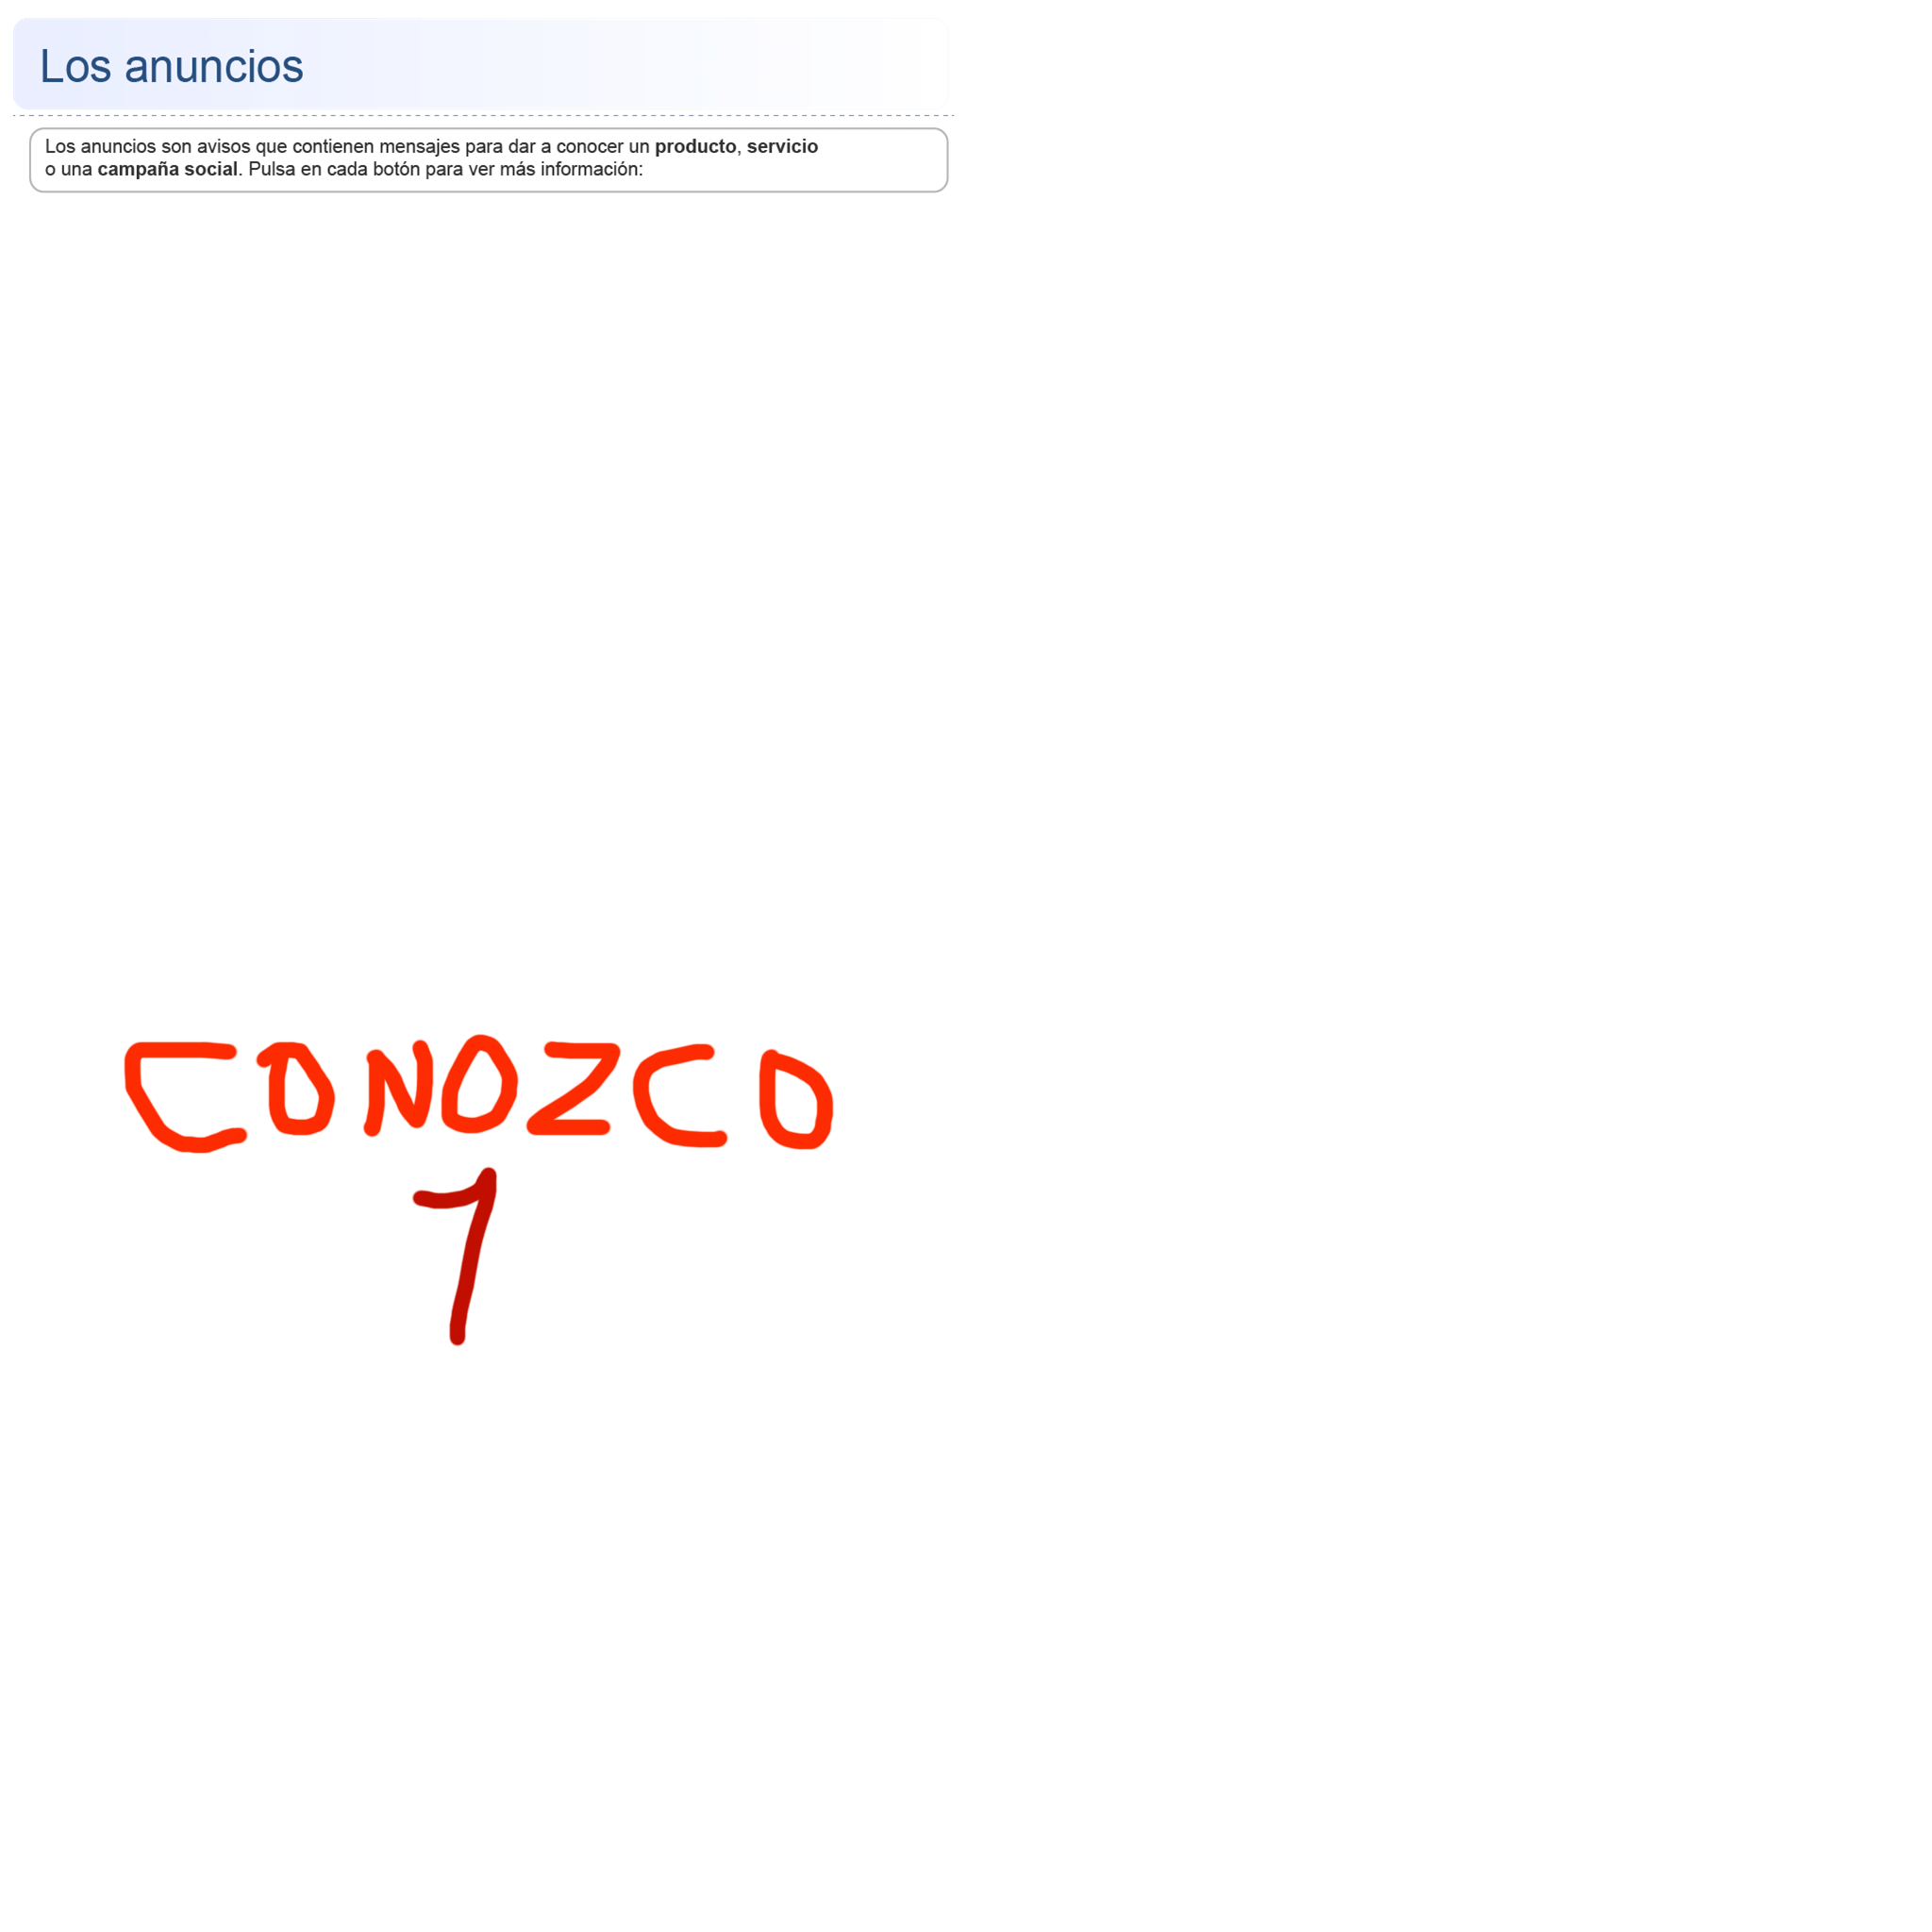 Los anuncios
Los anuncios son avisos que contienen mensajes para dar a conocer un producto, servicio
o una campaña social. Pulsa en cada botón para ver más información:
CONOZCO
1